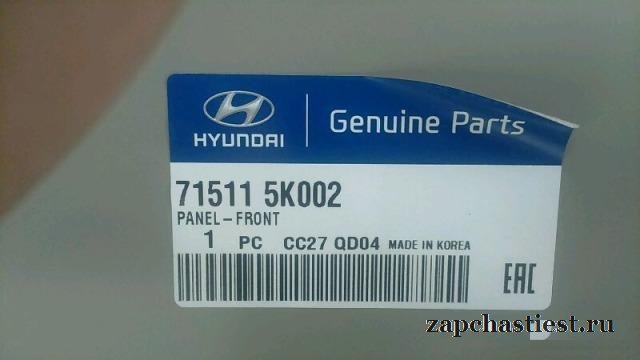 HYUNDAI
Genuine Parts
71511 5K002
PANEL-FRONT
1 PC CC27 QD04 MADE IN KOREA
EAC
zapchastiest.ru